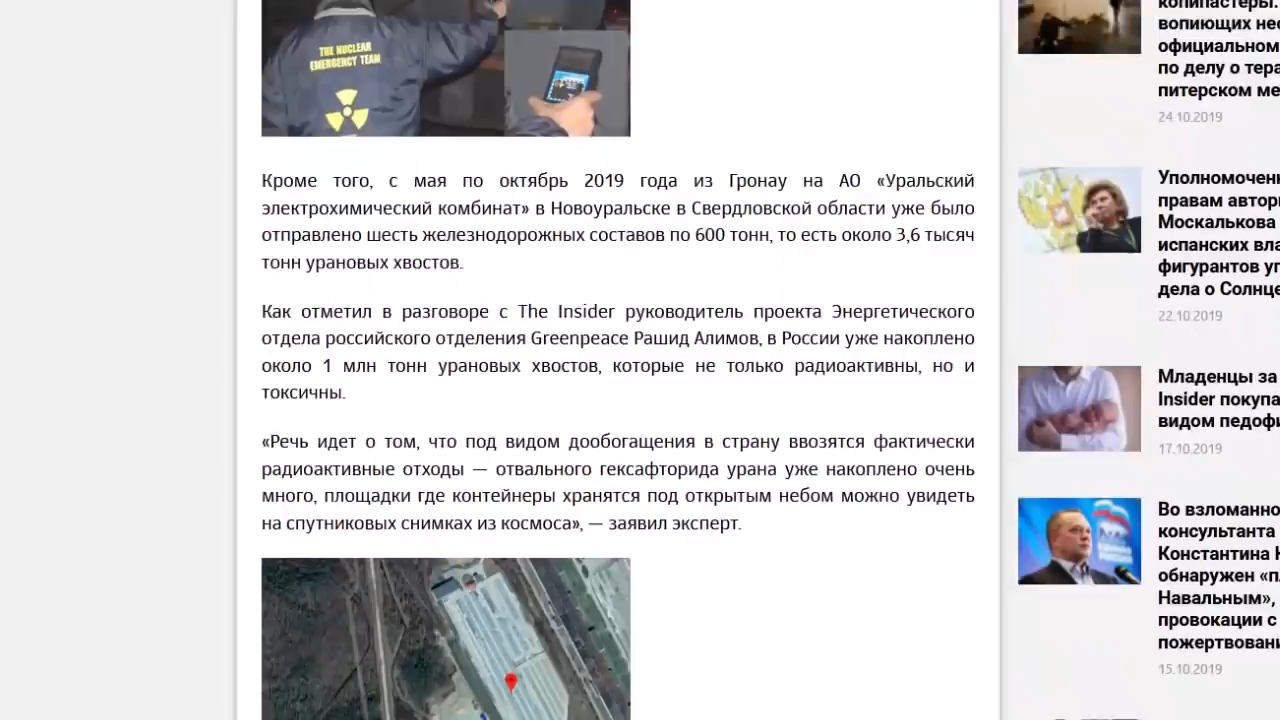 THE NUCLEAR
EMERGENCY TEAM
Кроме того, с мая по октябрь 2019 года из Гронау на АО «Уральский
электрохимический комбинат» в Новоуральске в Свердловской области уже было
отправлено шесть железнодорожных составов по 600 тонн, то есть около 3,6 тысяч
тонн урановых хвостов.
Как отметил в разговоре с The Insider руководитель проекта Энергетического
отдела российского отделения Greenpeace Рашид Алимов, в России уже накоплено
около 1 млн тонн урановых хвостов, которые не только радиоактивны, но и
токсичны.
«Речь идет о том, что под видом дообогащения в страну ввозятся фактически
радиоактивные отходы — отвального гексафторида урана уже накоплено очень
много, площадки где контейнеры хранятся под открытым небом можно увидеть
на спутниковых снимках из космоса», — заявил эксперт.
копипастеры.
вопиющих нес
официальном
по делу о тера
питерском ме
24.10.2019
Уполномочен
правам автори
Москалькова
испанских вла
фигурантов уг
дела о Солнце
22.10.2019
Младенцы за
Insider покупа
видом педофи
17.10.2019
Во взломанно
консультанта
Константина
обнаружен «пл
Навальным»,
провокации с
пожертвовани
15.10.2019